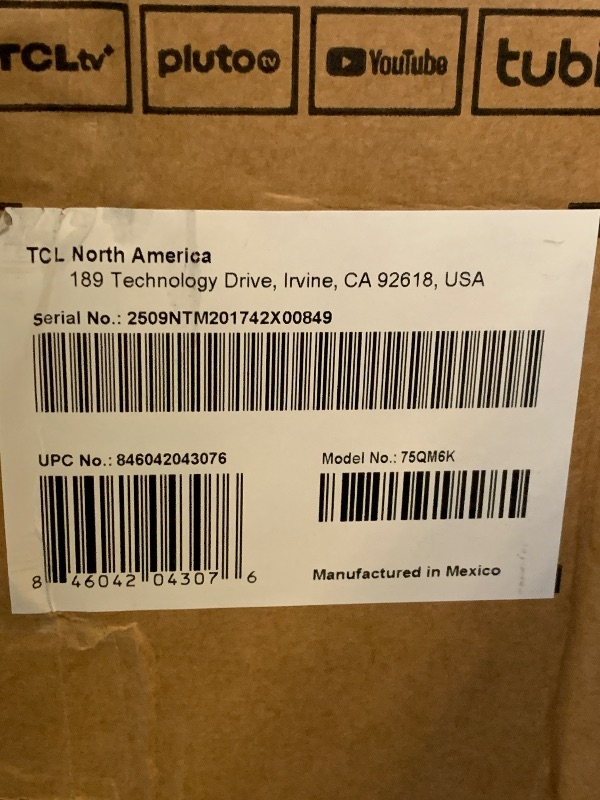 TCLtv+
pluto tv
YouTube
tubi
TCL North America
189 Technology Drive, Irvine, CA 92618, USA
Serial No.: 2509NTM201742X00849
UPC No.: 846042043076
Model No.: 75QM6K
8 46042 04307 6
Manufactured in Mexico